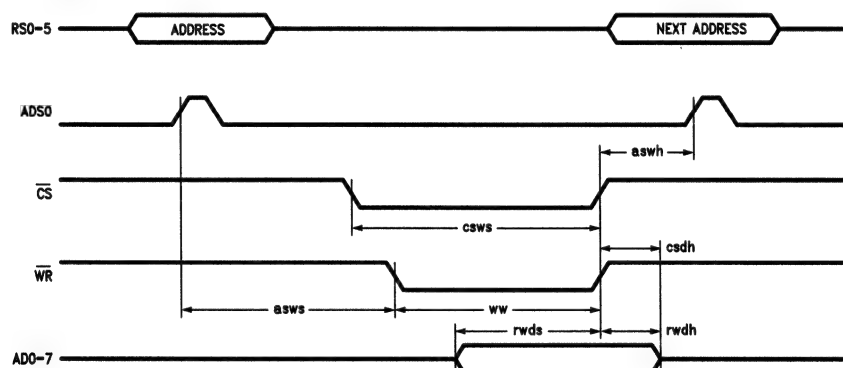 RS0-5 ADDRESS NEXT ADDRESS
ADS0
aswh
CS
csws
csdh
WR
asws ww
rwds rwdh
AD0-7